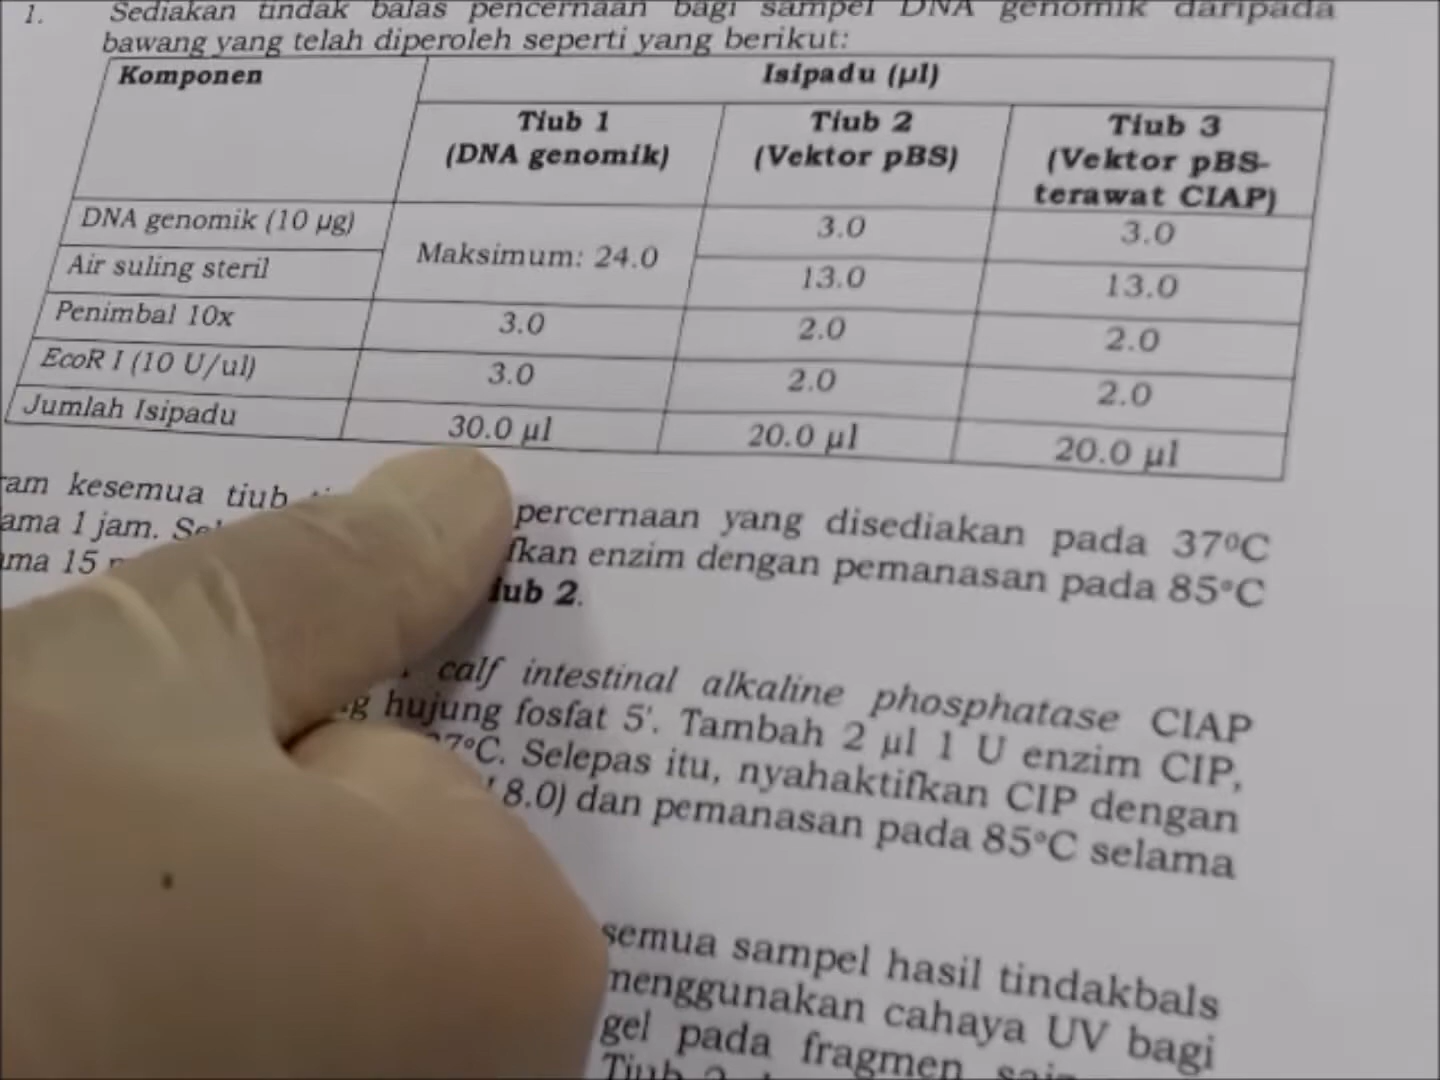 1. Sediakan tindak balas pencernaan bagi sampel DNA genomik daripada
bawang yang telah diperoleh seperti yang berikut:
Komponen Isipadu (µl)
Tiub 1 Tiub 2 Tiub 3
(DNA genomik) (Vektor pBS) (Vektor pBS-
terawat CIAP)
DNA genomik (10 µg) Maksimum: 24.0 3.0 3.0
Air suling steril 13.0 13.0
Penimbal 10x 3.0 2.0 2.0
EcoR I (10 U/ul) 3.0 2.0 2.0
Jumlah Isipadu 30.0 µl 20.0 µl 20.0 µl
ram kesemua tiub percernaan yang disediakan pada 37⁰C
ama 1 jam. fkan enzim dengan pemanasan pada 85°C
ama 15 iub 2.
calf intestinal alkaline phosphatase CIAP
g hujung fosfat 5'. Tambah 2 µl 1 U enzim CIP,
37°C. Selepas itu, nyahaktifkan CIP dengan
8.0) dan pemanasan pada 85°C selama
semua sampel hasil tindakbals
menggunakan cahaya UV bagi
gel pada fragmen
Tiub